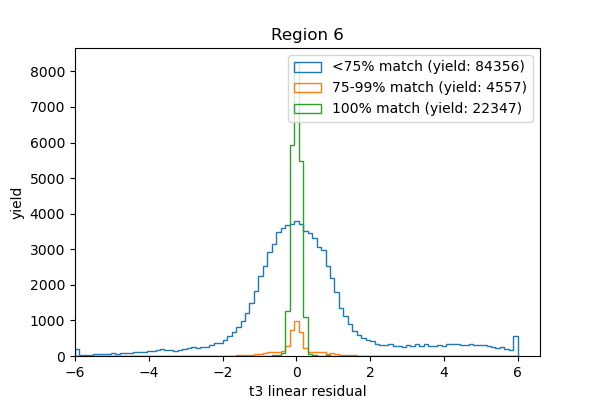 Region 6
<75% match (yield: 84356)
75-99% match (yield: 4557)
100% match (yield: 22347)
yield
8000
7000
6000
5000
4000
3000
2000
1000
0
−6 −4 −2 0 2 4 6
t3 linear residual